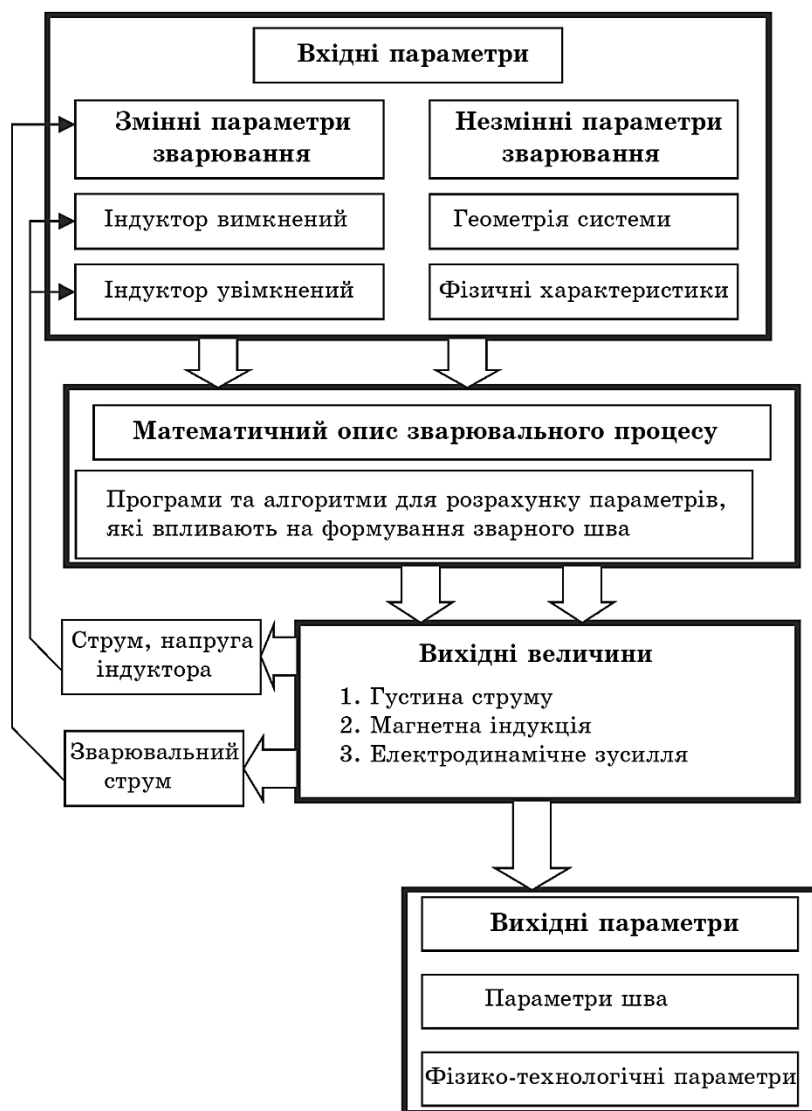 Вхідні параметри
Змінні параметри
зварювання
Незмінні параметри
зварювання
Індуктор вимкнений
Геометрія системи
Індуктор увімкнений
Фізичні характеристики
Математичний опис зварювального процесу
Програми та алгоритми для розрахунку параметрів,
які впливають на формування зварного шва
Струм, напруга
індуктора
Зварювальний
струм
Вихідні величини
1. Густина струму
2. Магнетна індукція
3. Електродинамічне зусилля
Вихідні параметри
Параметри шва
Фізико-технологічні параметри